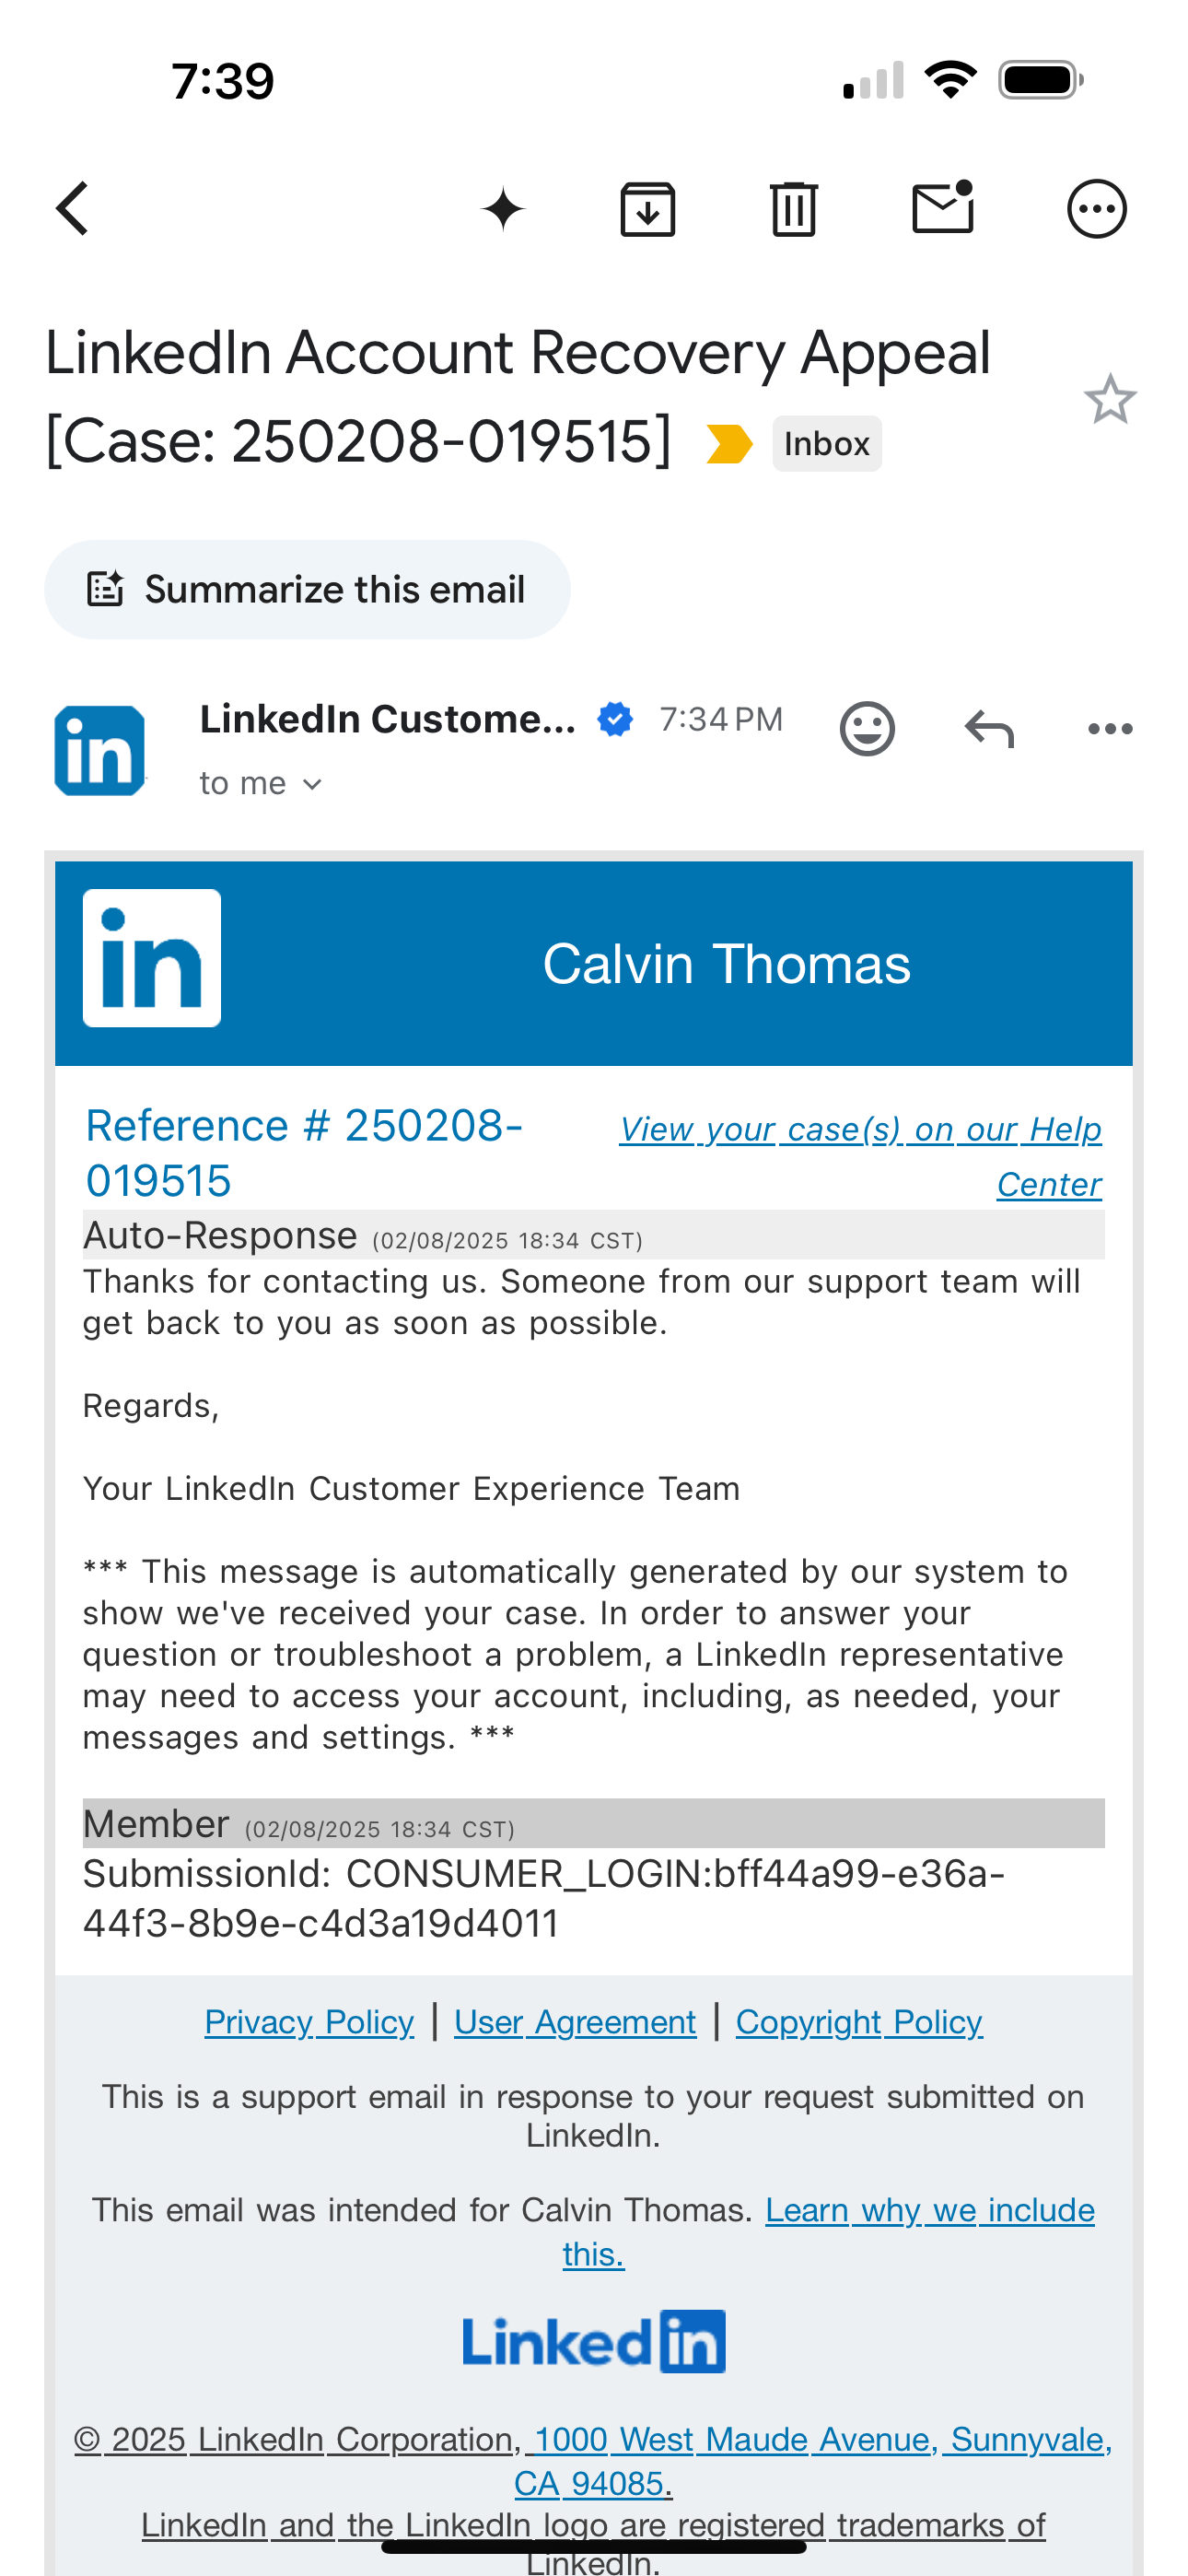 7:39
LinkedIn Account Recovery Appeal
[Case: 250208-019515] Inbox
Summarize this email
in LinkedIn Custome... 7:34 PM
to me
in Calvin Thomas
Reference # 250208-
019515
View your case(s) on our Help
Center
Auto-Response (02/08/2025 18:34 CST)
Thanks for contacting us. Someone from our support team will
get back to you as soon as possible.
Regards,
Your LinkedIn Customer Experience Team
*** This message is automatically generated by our system to
show we've received your case. In order to answer your
question or troubleshoot a problem, a LinkedIn representative
may need to access your account, including, as needed, your
messages and settings. ***
Member (02/08/2025 18:34 CST)
SubmissionId: CONSUMER_LOGIN:bff44a99-e36a-
44f3-8b9e-c4d3a19d4011
Privacy Policy | User Agreement | Copyright Policy
This is a support email in response to your request submitted on
LinkedIn.
This email was intended for Calvin Thomas. Learn why we include
this.
Linkedin
© 2025 LinkedIn Corporation, 1000 West Maude Avenue, Sunnyvale,
CA 94085.
LinkedIn and the LinkedIn logo are registered trademarks of
LinkedIn.